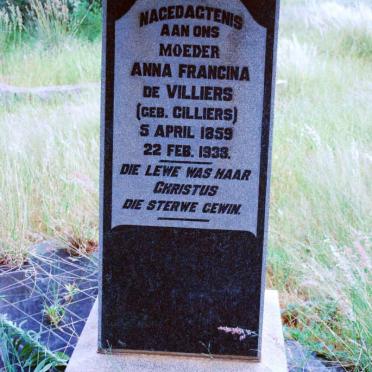 NAGEDAGTENIS
AAN ONS
MOEDER
ANNA FRANCINA
DE VILLIERS
(GEB. CILLIERS)
5 APRIL 1859
22 FEB. 1938.
DIE LEWE WAS HAAR
CHRISTUS
DIE STERWE GEWIN.